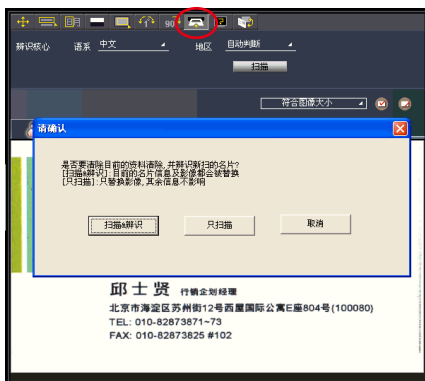 90
辨识核心 语系 中文 地区 自动判断
扫描
符合图像大小
请确认
是否要清除目前的资料清除,并辨识新扫的名片?
[扫描&辨识]:目前的名片信息及影像都会被替换
[只扫描]:只替换影像,其余信息不影响
扫描&辨识 只扫描 取消
邱士贤 行销企划经理
北京市海淀区苏州街12号西屋国际公寓E座804号(100080)
TEL: 010-82873871~73
FAX: 010-82873825 #102